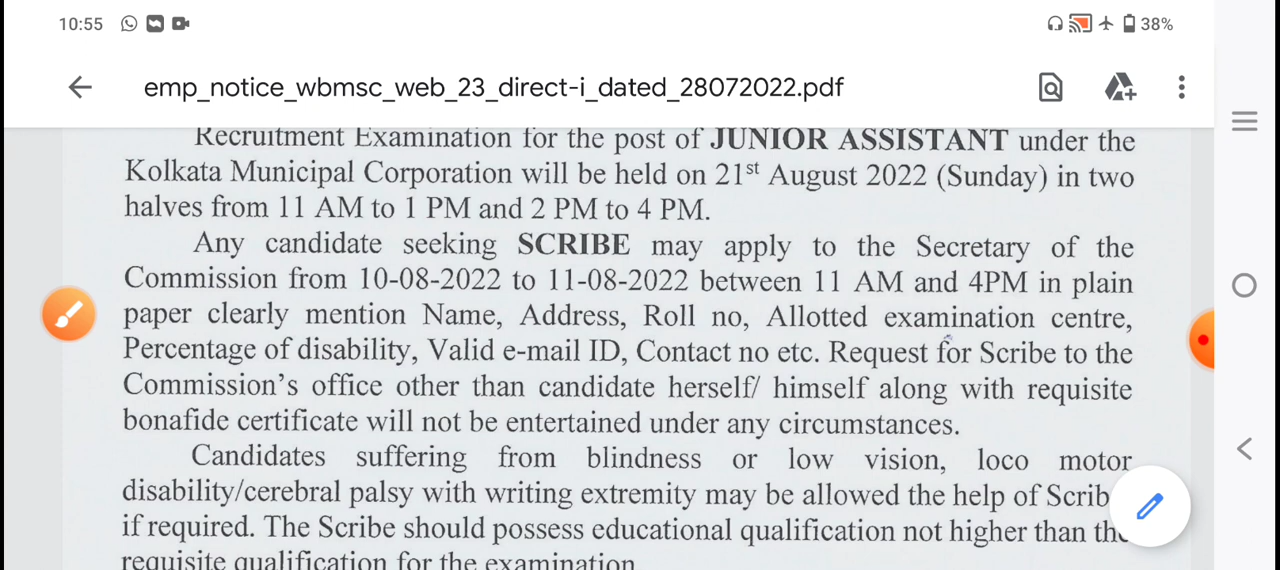 10:55 38%
emp_notice_wbmsc_web_23_direct-i_dated_28072022.pdf
Recruitment Examination for the post of JUNIOR ASSISTANT under the
Kolkata Municipal Corporation will be held on 21st August 2022 (Sunday) in two
halves from 11 AM to 1 PM and 2 PM to 4 PM.
Any candidate seeking SCRIBE may apply to the Secretary of the
Commission from 10-08-2022 to 11-08-2022 between 11 AM and 4PM in plain
paper clearly mention Name, Address, Roll no, Allotted examination centre,
Percentage of disability, Valid e-mail ID, Contact no etc. Request for Scribe to the
Commission's office other than candidate herself/ himself along with requisite
bonafide certificate will not be entertained under any circumstances.
Candidates suffering from blindness or low vision, loco motor
disability/cerebral palsy with writing extremity may be allowed the help of Scrib
if required. The Scribe should possess educational qualification not higher than the
requisite qualification for the examination.